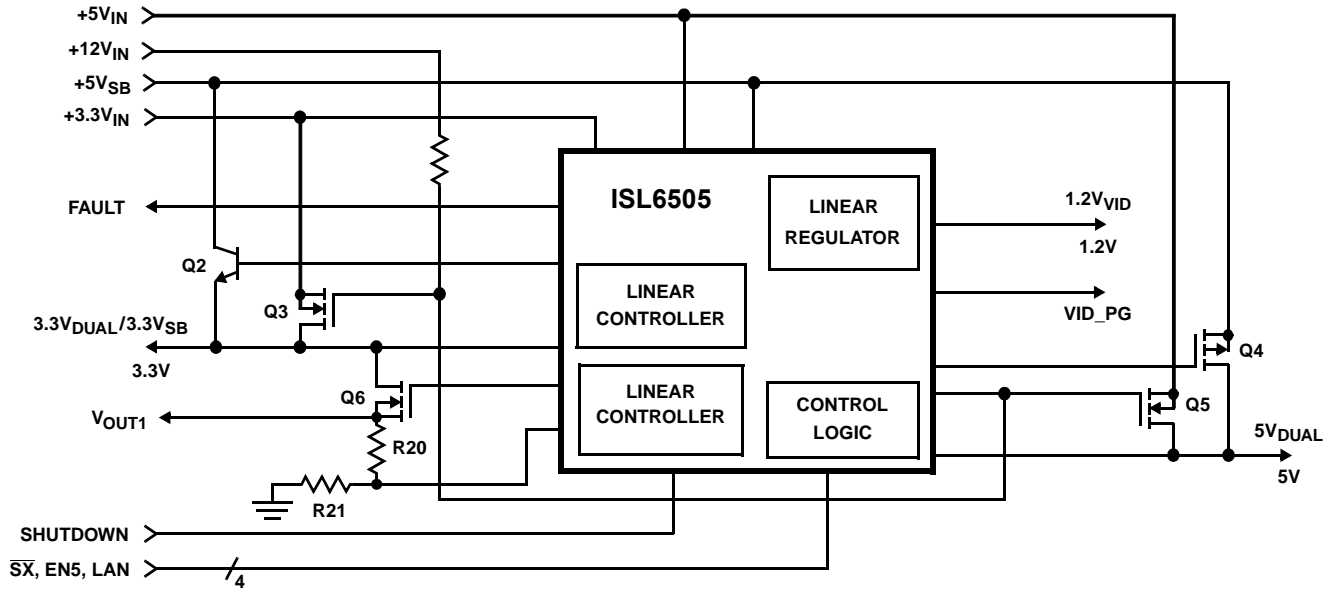 +5VIN
+12VIN
+5VSB
+3.3VIN
ISL6505
LINEAR
REGULATOR
1.2VVID
1.2V
FAULT
Q2
LINEAR
CONTROLLER
VID_PG
Q3
3.3VDUAL/3.3VSB
3.3V
Q4
Q6
LINEAR
CONTROLLER
CONTROL
LOGIC
Q5
VOUT1
R20
5VDUAL
5V
R21
SHUTDOWN
S̅X̅, EN5, LAN
4